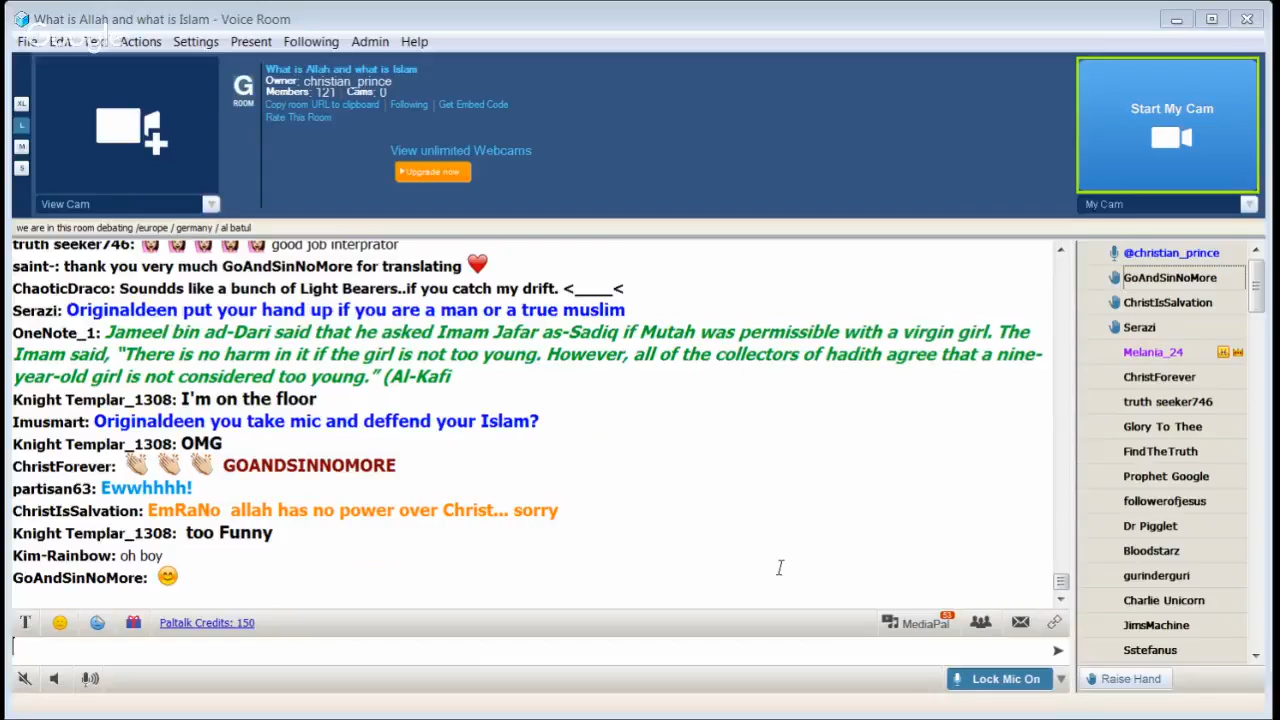 What is Allah and what is Islam - Voice Room
Google
File Edit Text Actions Settings Present Following Admin Help
XL
L
M
S
G
ROOM
What is Allah and what is Islam
Owner: christian_prince
Members: 121 Cams: 0
Copy room URL to clipboard | Following | Get Embed Code
Rate This Room
View unlimited Webcams
Upgrade now
Start My Cam
View Cam
My Cam
we are in this room debating /europe / germany / al batul
truth seeker746: good job interprator
saint-: thank you very much GoAndSinNoMore for translating
ChaoticDraco: Soundds like a bunch of Light Bearers..if you catch my drift. <____<
Serazi: Originaldeen put your hand up if you are a man or a true muslim
OneNote_1: Jameel bin ad-Dari said that he asked Imam Jafar as-Sadiq if Mutah was permissible with a virgin girl. The
Imam said, “There is no harm in it if the girl is not too young. However, all of the collectors of hadith agree that a nine-
year-old girl is not considered too young.” (Al-Kafi
Knight Templar_1308: I'm on the floor
Imusmart: Originaldeen you take mic and deffend your Islam?
Knight Templar_1308: OMG
ChristForever: GOANDSINNOMORE
partisan63: Ewwhhhh!
ChristIsSalvation: EmRaNo allah has no power over Christ... sorry
Knight Templar_1308: too Funny
Kim-Rainbow: oh boy
GoAndSinNoMore:
@christian_prince
GoAndSinNoMore
ChristIsSalvation
Serazi
Melania_24
ChristForever
truth seeker746
Glory To Thee
FindTheTruth
Prophet Google
followerofjesus
Dr Pigglet
Bloodstarz
gurinderguri
Charlie Unicorn
JimsMachine
Sstefanus
T
Paltalk Credits: 150
MediaPal
53
Lock Mic On
Raise Hand